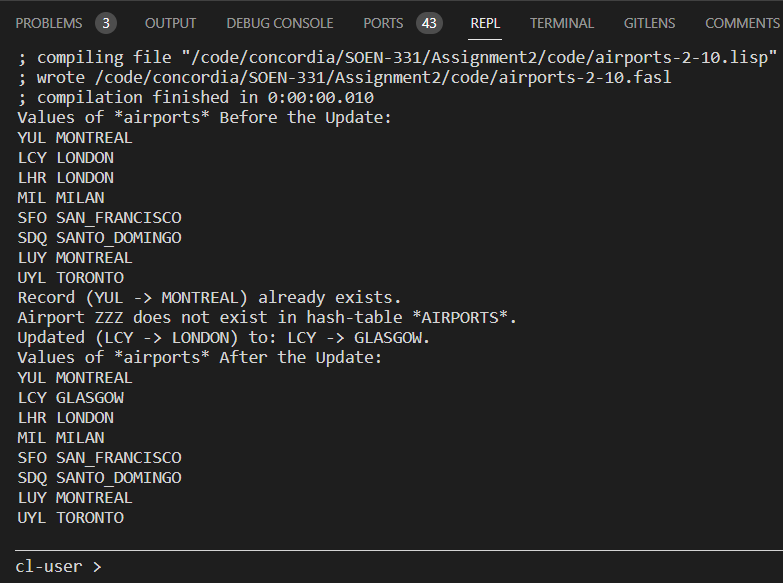 PROBLEMS 3 OUTPUT DEBUG CONSOLE PORTS 43 REPL TERMINAL GITLENS COMMENTS
; compiling file "/code/concordia/SOEN-331/Assignment2/code/airports-2-10.lisp"
; wrote /code/concordia/SOEN-331/Assignment2/code/airports-2-10.fasl
; compilation finished in 0:00:00.010
Values of *airports* Before the Update:
YUL MONTREAL
LCY LONDON
LHR LONDON
MIL MILAN
SFO SAN_FRANCISCO
SDQ SANTO_DOMINGO
LUY MONTREAL
UYL TORONTO
Record (YUL -> MONTREAL) already exists.
Airport ZZZ does not exist in hash-table *AIRPORTS*.
Updated (LCY -> LONDON) to: LCY -> GLASGOW.
Values of *airports* After the Update:
YUL MONTREAL
LCY GLASGOW
LHR LONDON
MIL MILAN
SFO SAN_FRANCISCO
SDQ SANTO_DOMINGO
LUY MONTREAL
UYL TORONTO
cl-user >